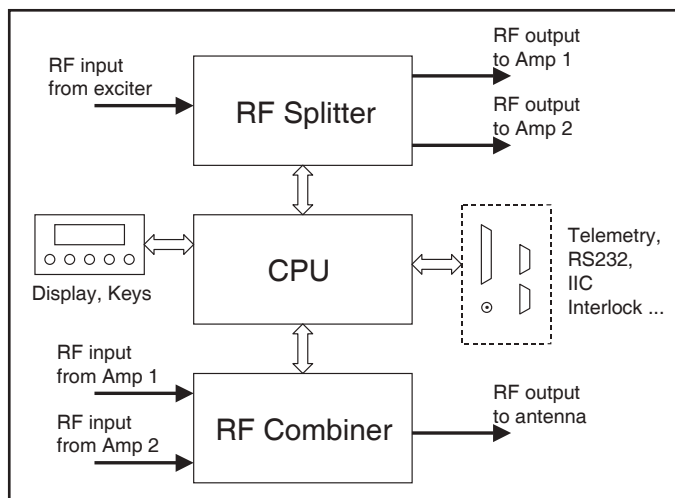 RF input
from exciter
RF Splitter
RF output
to Amp 1
RF output
to Amp 2
CPU
Display, Keys
Telemetry,
RS232,
IIC
Interlock ...
RF input
from Amp 1
RF input
from Amp 2
RF Combiner
RF output
to antenna